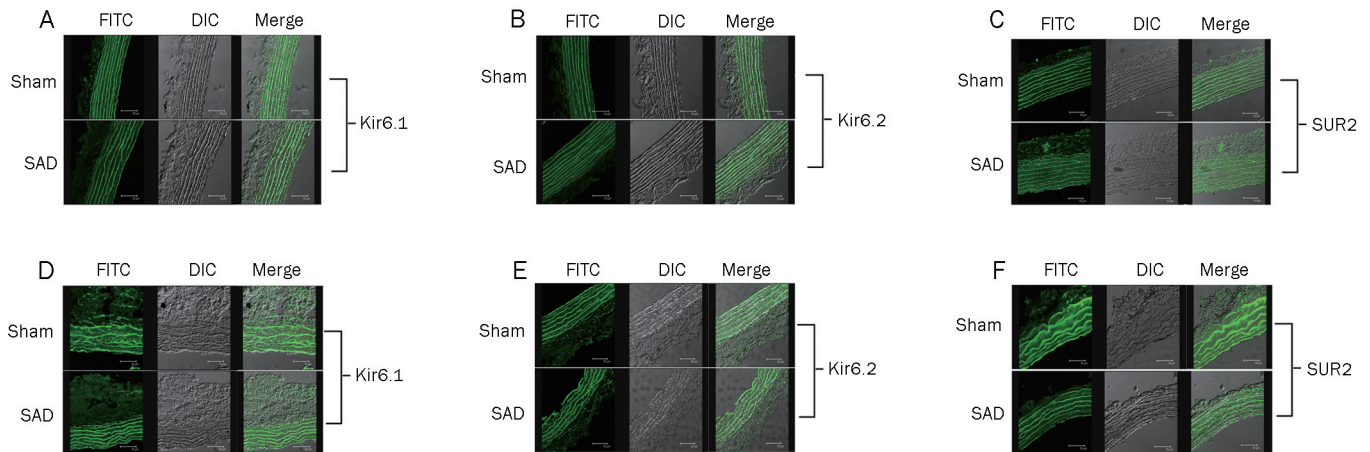 A
FITC DIC Merge
Sham
SAD
Kir6.1
B
FITC DIC Merge
Sham
SAD
Kir6.2
C
FITC DIC Merge
Sham
SAD
SUR2
D
FITC DIC Merge
Sham
SAD
Kir6.1
E
FITC DIC Merge
Sham
SAD
Kir6.2
F
FITC DIC Merge
Sham
SAD
SUR2